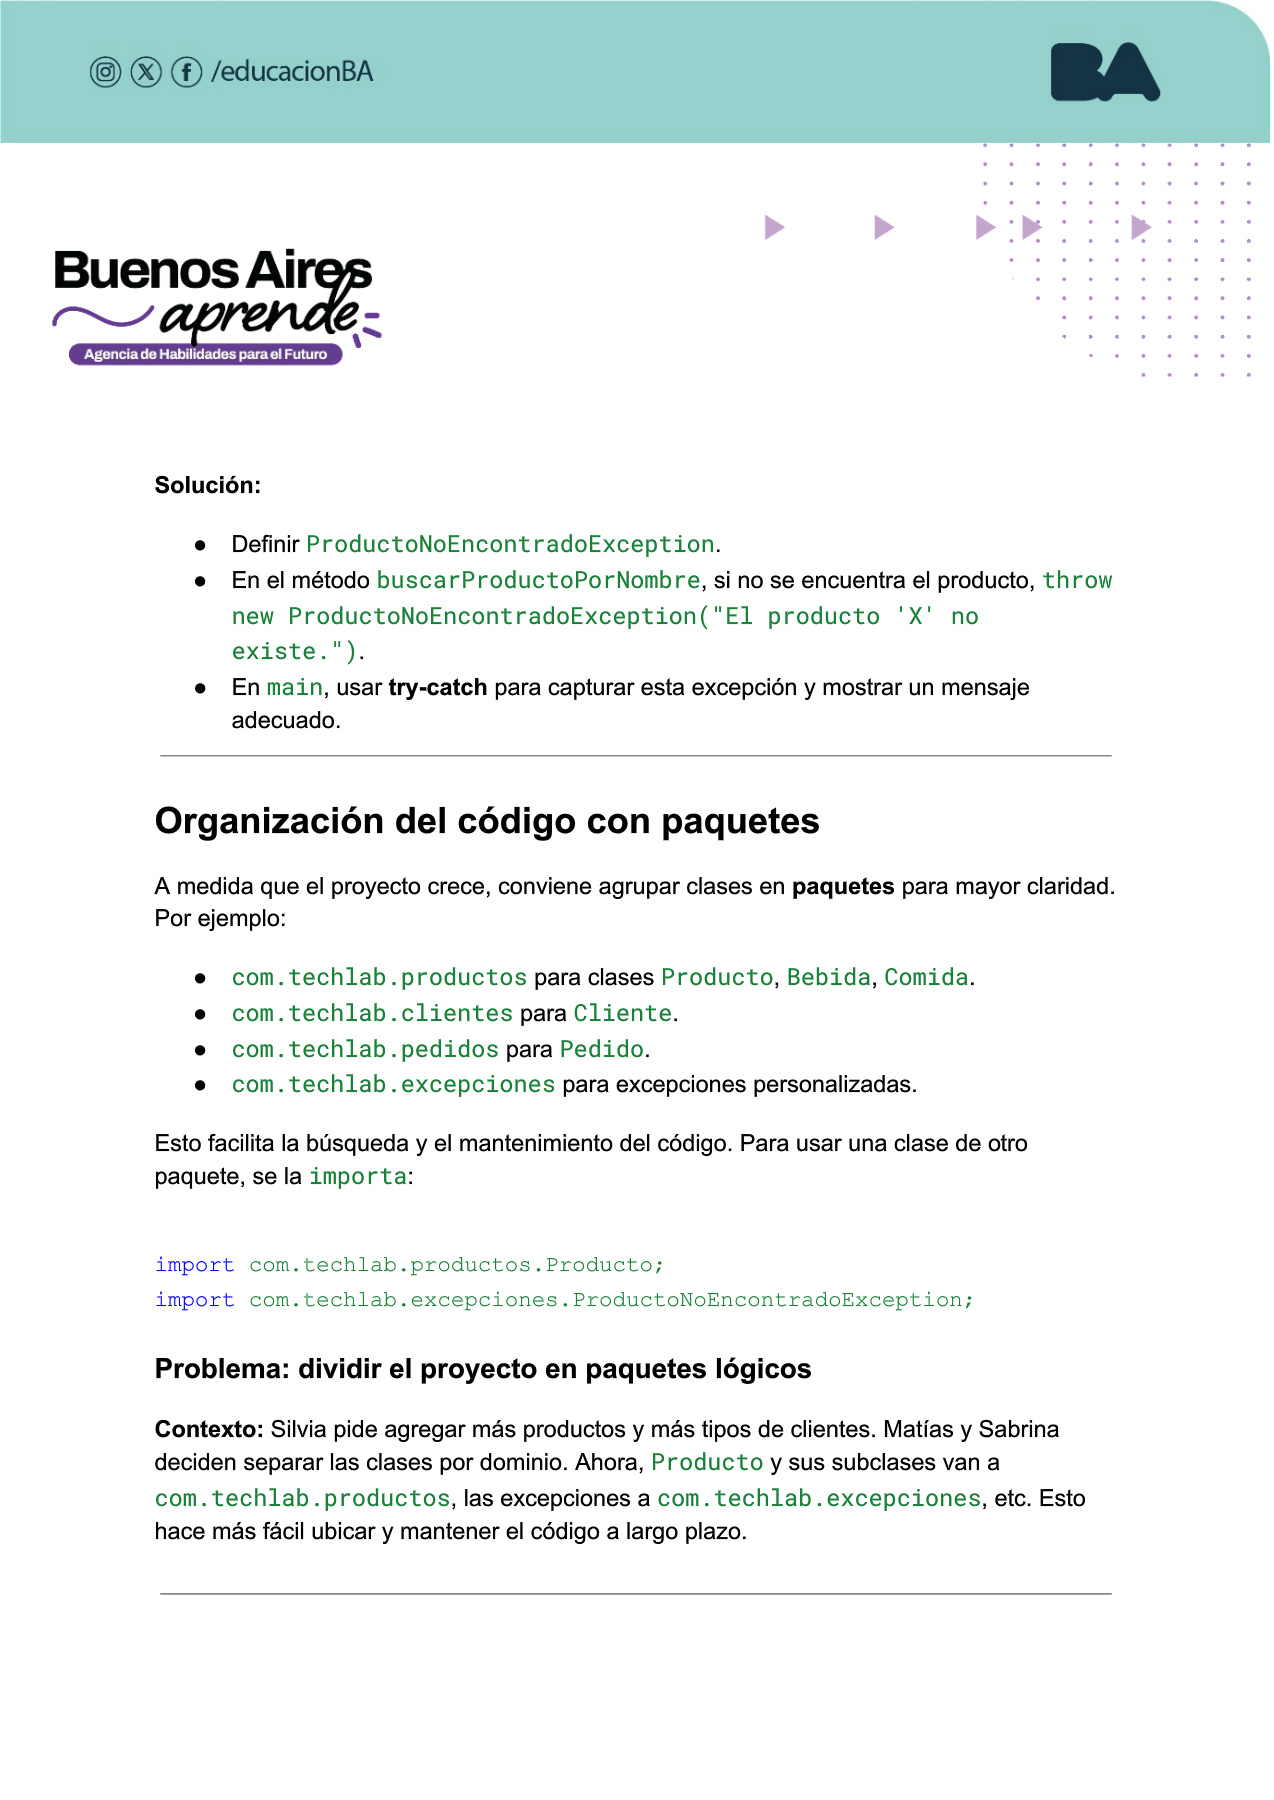 /educacionBA
BA
Buenos Aires
aprende
Agencia de Habilidades para el Futuro
Solución:
● Definir ProductoNoEncontradoException.
● En el método buscarProductoPorNombre, si no se encuentra el producto, throw
new ProductoNoEncontradoException("El producto 'X' no
existe.").
● En main, usar try-catch para capturar esta excepción y mostrar un mensaje
adecuado.
Organización del código con paquetes
A medida que el proyecto crece, conviene agrupar clases en paquetes para mayor claridad.
Por ejemplo:
● com.techlab.productos para clases Producto, Bebida, Comida.
● com.techlab.clientes para Cliente.
● com.techlab.pedidos para Pedido.
● com.techlab.excepciones para excepciones personalizadas.
Esto facilita la búsqueda y el mantenimiento del código. Para usar una clase de otro
paquete, se la importa:
import com.techlab.productos.Producto;
import com.techlab.excepciones.ProductoNoEncontradoException;
Problema: dividir el proyecto en paquetes lógicos
Contexto: Silvia pide agregar más productos y más tipos de clientes. Matías y Sabrina
deciden separar las clases por dominio. Ahora, Producto y sus subclases van a
com.techlab.productos, las excepciones a com.techlab.excepciones, etc. Esto
hace más fácil ubicar y mantener el código a largo plazo.